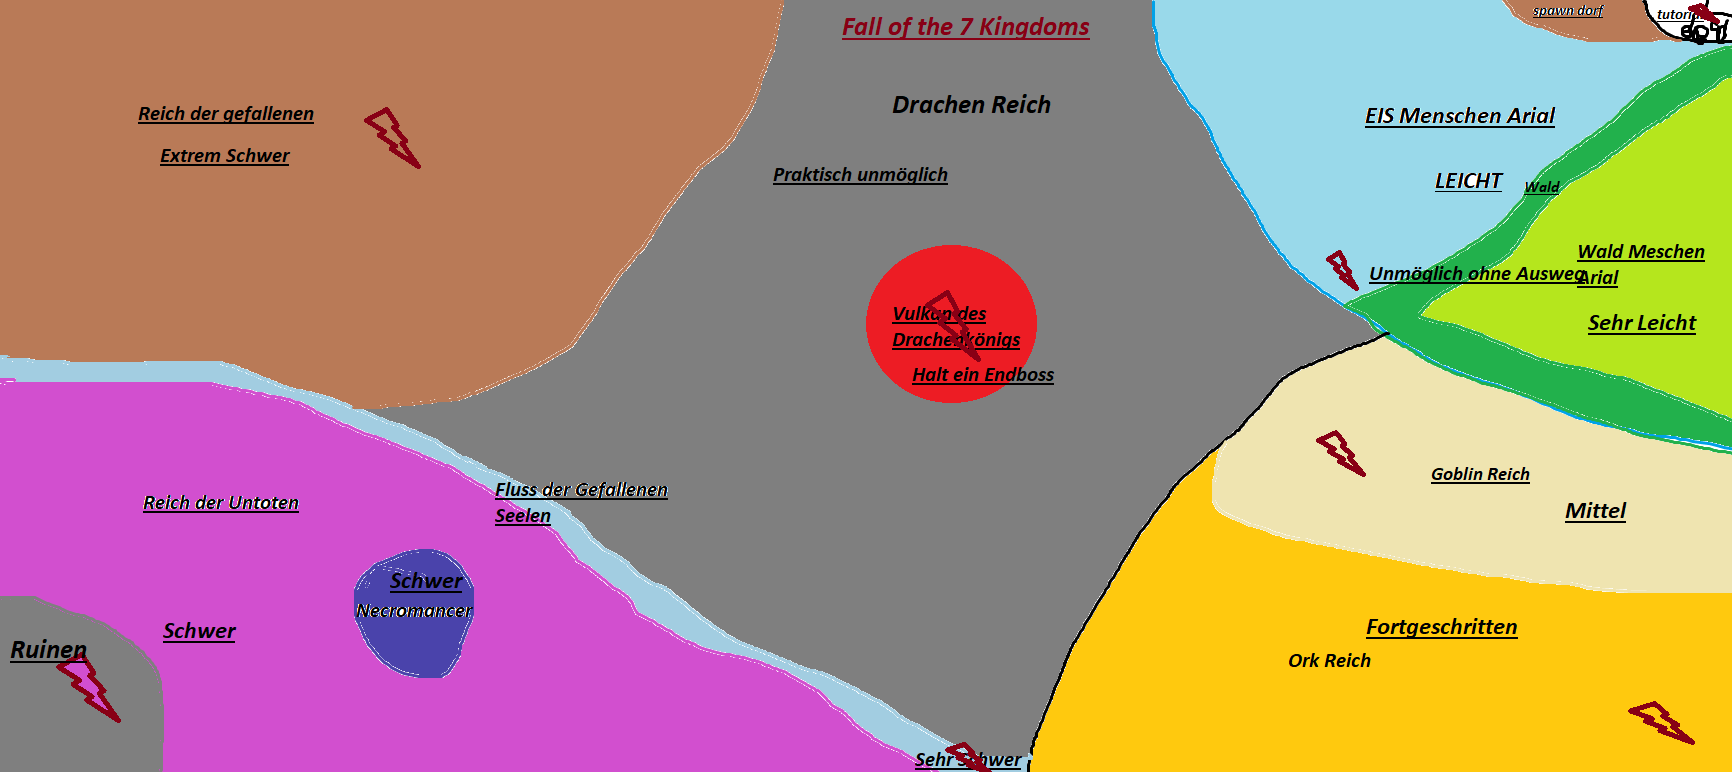 Fall of the 7 Kingdoms
spawn dorf
Drachen Reich
Reich der gefallenen
Extrem Schwer
Praktisch unmöglich
EIS Menschen Arial
LEICHT
Wald
Wald Meschen
Arial
Unmöglich ohne Ausweg
Sehr Leicht
Vulkan des
Drachenkönigs
Halt ein Endboss
Goblin Reich
Mittel
Reich der Untoten
Fluss der Gefallenen
Seelen
Schwer
Necromancer
Schwer
Ruinen
Fortgeschritten
Ork Reich
Sehr Schwer